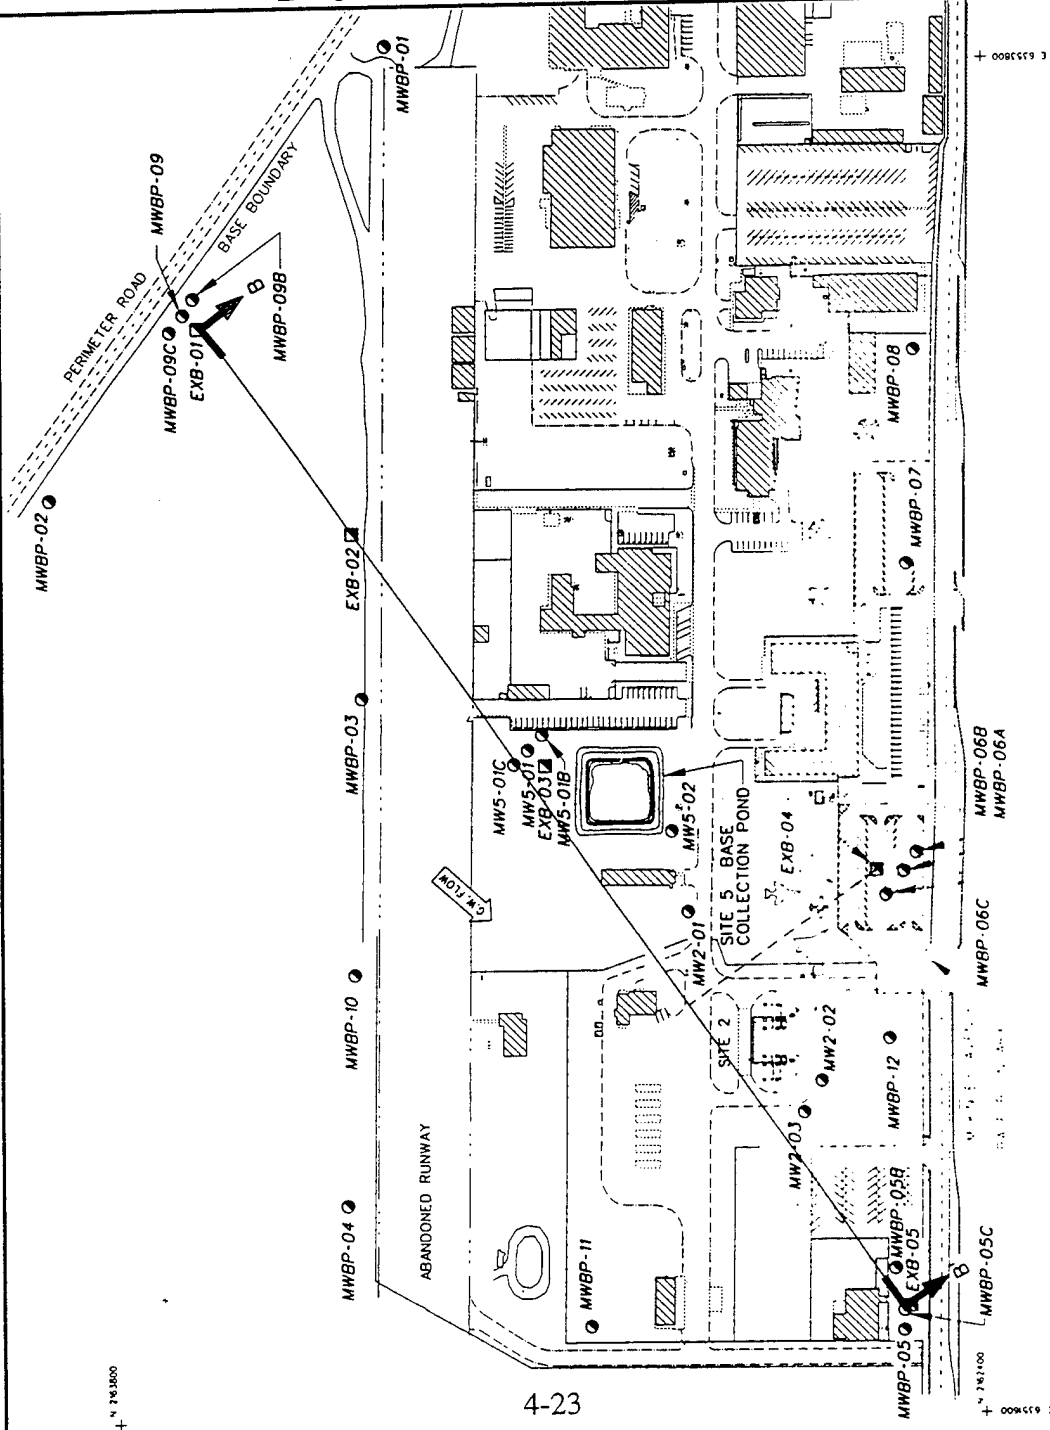 MWBP-01
E 6353800
MWBP-09
BASE BOUNDARY
PERIMETER ROAD
B
MWBP-09B
MWBP-09C
EXB-01
MWBP-08
MWBP-02
MWBP-07
EXB-02
MWBP-03
MW5-01C
MW5-01
EXB-03
MW5-01B
MW5-02
SITE 5 BASE
COLLECTION POND
EXB-04
MWBP-06B
MWBP-06A
G.W. FLOW
MW2-01
MWBP-06C
MWBP-10
SITE 2
MW2-02
MWBP-12
MW2-03
ABANDONED RUNWAY
MWBP-04
MWBP-11
MWBP-05B
EXB-05
B
MWBP-05C
MWBP-05
N 2163800
N 2162400
E 6351600
4-23